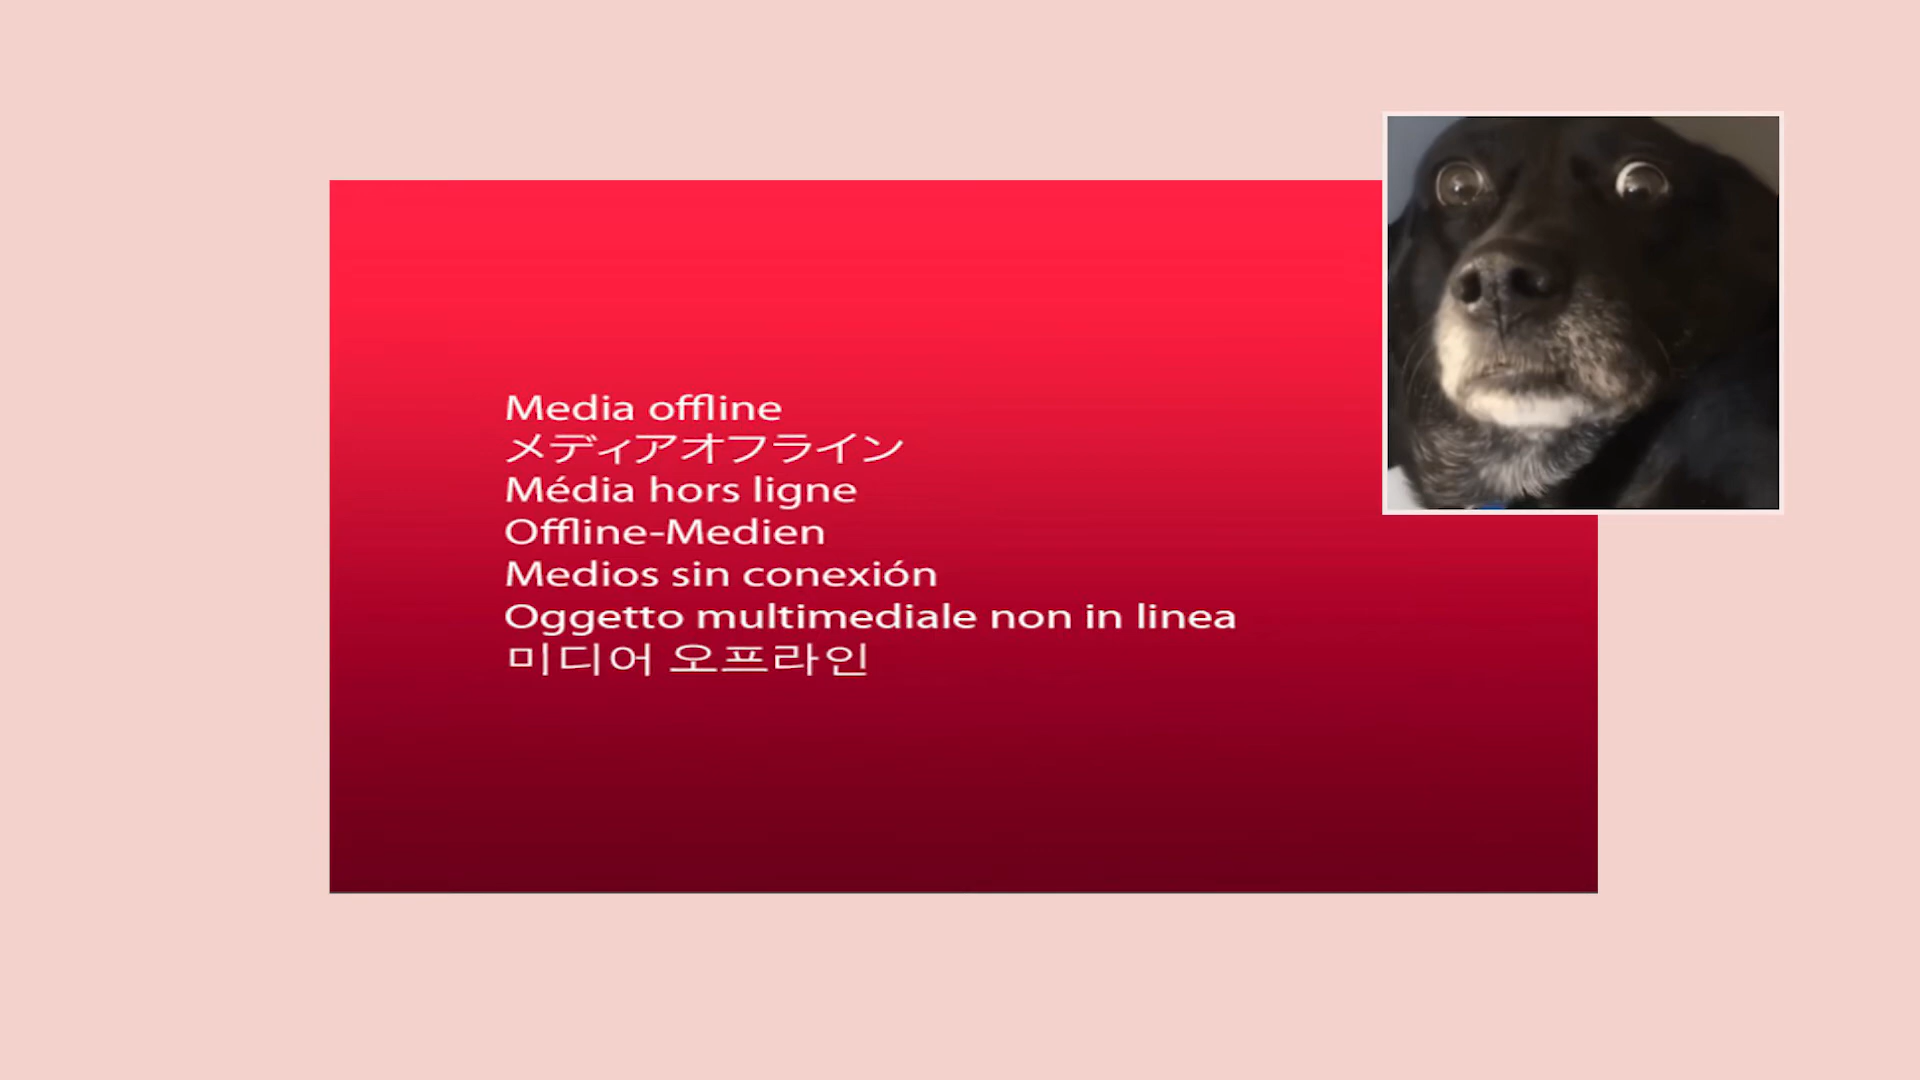 Media offline
メディアオフライン
Média hors ligne
Offline-Medien
Medios sin conexión
Oggetto multimediale non in linea
미디어 오프라인